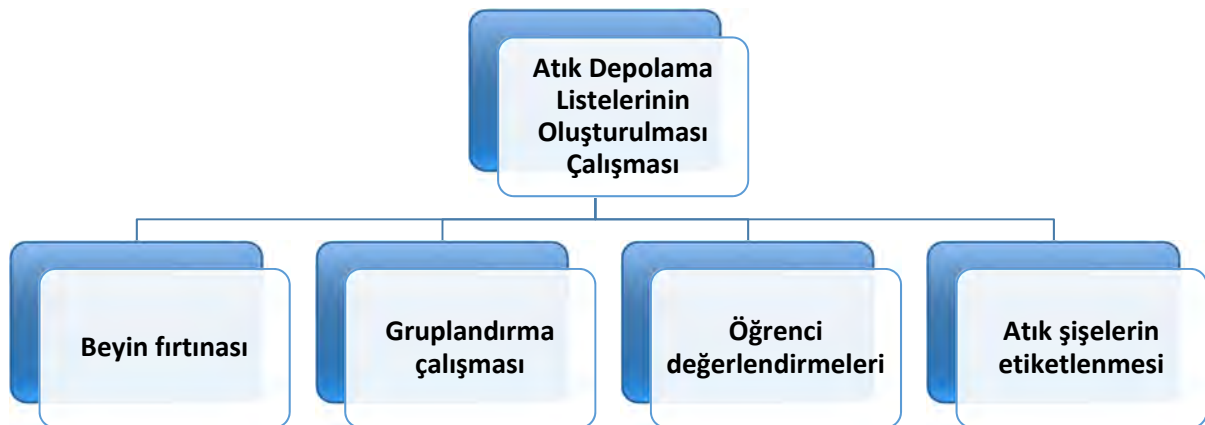 Atık Depolama
Listelerinin
Oluşturulması
Çalışması
Beyin fırtınası
Gruplandırma
çalışması
Öğrenci
değerlendirmeleri
Atık şişelerin
etiketlenmesi